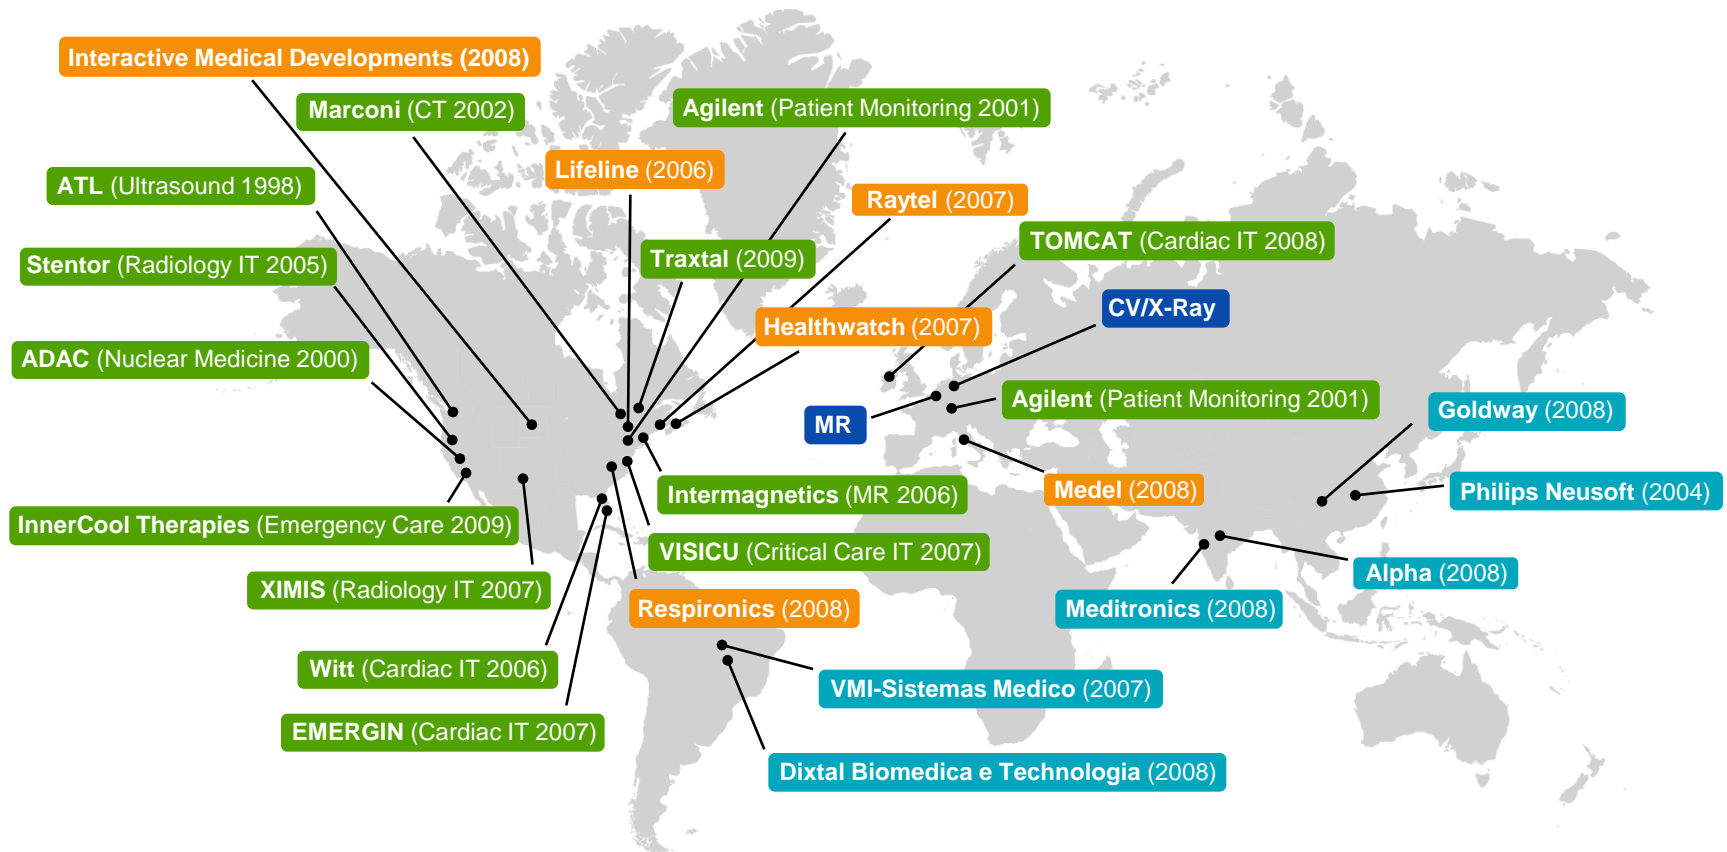 Interactive Medical Developments (2008)
Marconi (CT 2002)
Agilent (Patient Monitoring 2001)
Lifeline (2006)
ATL (Ultrasound 1998)
Raytel (2007)
TOMCAT (Cardiac IT 2008)
Traxtal (2009)
Stentor (Radiology IT 2005)
CV/X-Ray
Healthwatch (2007)
ADAC (Nuclear Medicine 2000)
Agilent (Patient Monitoring 2001)
Goldway (2008)
MR
Medel (2008)
Philips Neusoft (2004)
Intermagnetics (MR 2006)
InnerCool Therapies (Emergency Care 2009)
VISICU (Critical Care IT 2007)
Alpha (2008)
XIMIS (Radiology IT 2007)
Respironics (2008)
Meditronics (2008)
Witt (Cardiac IT 2006)
VMI-Sistemas Medico (2007)
EMERGIN (Cardiac IT 2007)
Dixtal Biomedica e Technologia (2008)